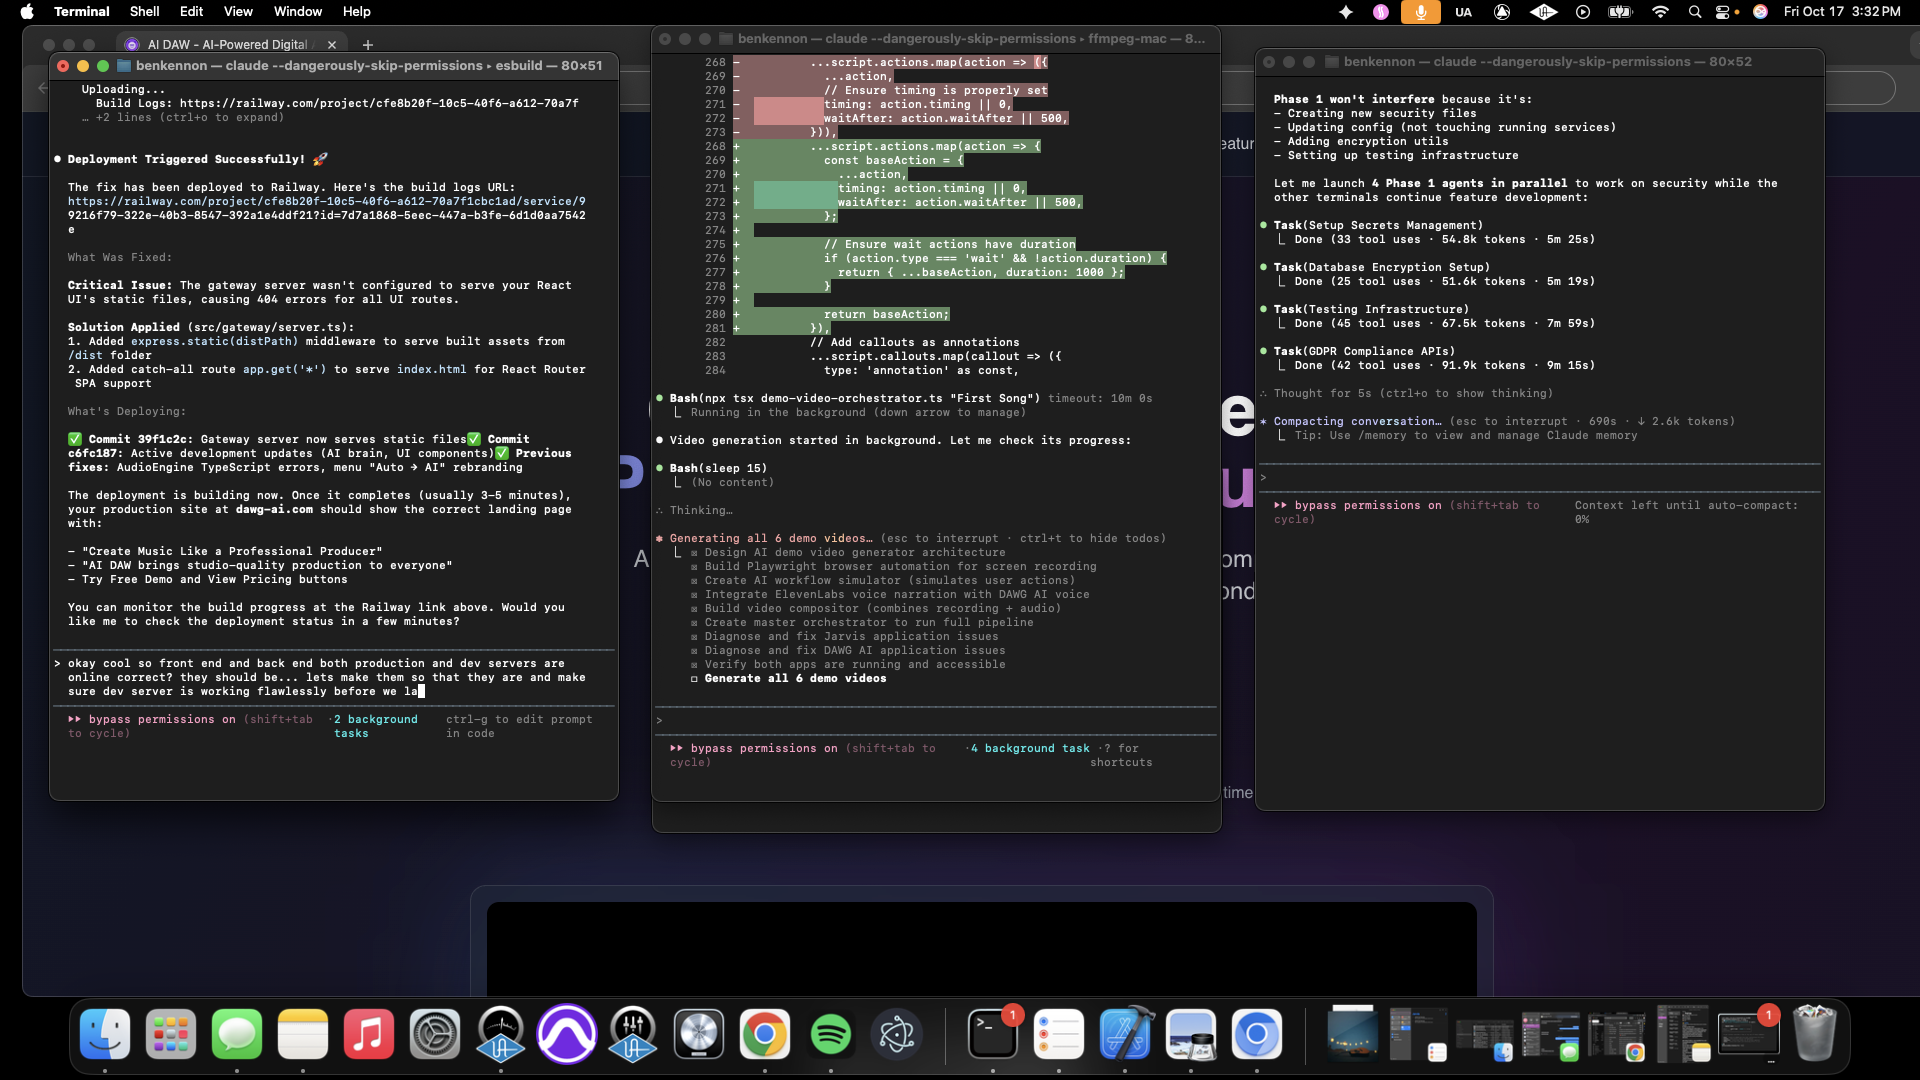 Terminal Shell Edit View Window Help
UA
Fri Oct 17 3:32 PM
AI DAW - AI-Powered Digital
benkennon — claude --dangerously-skip-permissions ▸ esbuild — 80×51
Uploading...
Build Logs: https://railway.com/project/cfe8b20f-10c5-40f6-a612-70a7f
… +2 lines (ctrl+o to expand)
● Deployment Triggered Successfully! 🚀
The fix has been deployed to Railway. Here's the build logs URL:
https://railway.com/project/cfe8b20f-10c5-40f6-a612-70a7f1cbc1ad/service/9
9216f79-322e-40b3-8547-392a1e4ddf21?id=7d7a1868-5eec-447a-b3fe-6d1d0aa7542
e
What Was Fixed:
Critical Issue: The gateway server wasn't configured to serve your React
UI's static files, causing 404 errors for all UI routes.
Solution Applied (src/gateway/server.ts):
1. Added express.static(distPath) middleware to serve built assets from
/dist folder
2. Added catch-all route app.get('*') to serve index.html for React Router
SPA support
What's Deploying:
✅ Commit 39f1c2c: Gateway server now serves static files✅ Commit
c6fc187: Active development updates (AI brain, UI components)✅ Previous
fixes: AudioEngine TypeScript errors, menu "Auto → AI" rebranding
The deployment is building now. Once it completes (usually 3-5 minutes),
your production site at dawg-ai.com should show the correct landing page
with:
- "Create Music Like a Professional Producer"
- "AI DAW brings studio-quality production to everyone"
- Try Free Demo and View Pricing buttons
You can monitor the build progress at the Railway link above. Would you
like me to check the deployment status in a few minutes?
> okay cool so front end and back end both production and dev servers are
online correct? they should be... lets make them so that they are and make
sure dev server is working flawlessly before we la
▸▸ bypass permissions on (shift+tab
to cycle)
· 2 background
tasks
ctrl-g to edit prompt
in code
benkennon — claude --dangerously-skip-permissions ▸ ffmpeg-mac — 8...
268 - ...script.actions.map(action => ({
269 - ...action,
270 - // Ensure timing is properly set
271 - timing: action.timing || 0,
272 - waitAfter: action.waitAfter || 500,
273 - })),
268 + ...script.actions.map(action => {
269 + const baseAction = {
270 + ...action,
271 + timing: action.timing || 0,
272 + waitAfter: action.waitAfter || 500,
273 + };
274 +
275 + // Ensure wait actions have duration
276 + if (action.type === 'wait' && !action.duration) {
277 + return { ...baseAction, duration: 1000 };
278 + }
279 +
280 + return baseAction;
281 + }),
282 // Add callouts as annotations
283 ...script.callouts.map(callout => ({
284 type: 'annotation' as const,
● Bash(npx tsx demo-video-orchestrator.ts "First Song") timeout: 10m 0s
⎿ Running in the background (down arrow to manage)
● Video generation started in background. Let me check its progress:
● Bash(sleep 15)
⎿ (No content)
∴ Thinking…
✱ Generating all 6 demo videos… (esc to interrupt · ctrl+t to hide todos)
⎿ ☒ Design AI demo video generator architecture
☒ Build Playwright browser automation for screen recording
☒ Create AI workflow simulator (simulates user actions)
☒ Integrate ElevenLabs voice narration with DAWG AI voice
☒ Build video compositor (combines recording + audio)
☒ Create master orchestrator to run full pipeline
☒ Diagnose and fix Jarvis application issues
☒ Diagnose and fix DAWG AI application issues
☒ Verify both apps are running and accessible
☐ Generate all 6 demo videos
>
▸▸ bypass permissions on (shift+tab to
cycle)
· 4 background task · ? for
shortcuts
benkennon — claude --dangerously-skip-permissions — 80×52
Phase 1 won't interfere because it's:
- Creating new security files
- Updating config (not touching running services)
- Adding encryption utils
- Setting up testing infrastructure
Let me launch 4 Phase 1 agents in parallel to work on security while the
other terminals continue feature development:
● Task(Setup Secrets Management)
⎿ Done (33 tool uses · 54.8k tokens · 5m 25s)
● Task(Database Encryption Setup)
⎿ Done (25 tool uses · 51.6k tokens · 5m 19s)
● Task(Testing Infrastructure)
⎿ Done (45 tool uses · 67.5k tokens · 7m 59s)
● Task(GDPR Compliance APIs)
⎿ Done (42 tool uses · 91.9k tokens · 9m 15s)
∴ Thought for 5s (ctrl+o to show thinking)
✶ Compacting conversation… (esc to interrupt · 690s · ↓ 2.6k tokens)
⎿ Tip: Use /memory to view and manage Claude memory
>
▸▸ bypass permissions on (shift+tab to
cycle)
Context left until auto-compact:
0%
eatur
e
P
u
A
om
ond
time
1
1